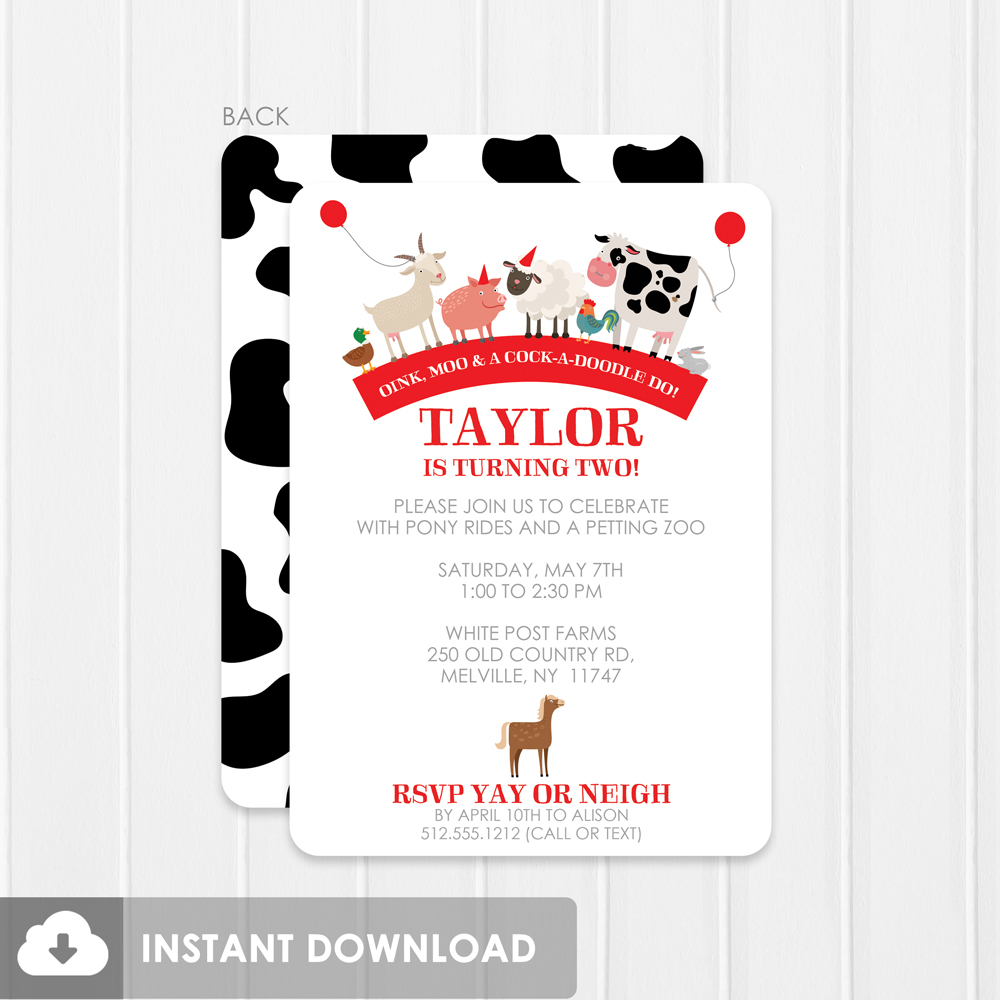 BACK
OINK, MOO & A COCK-A-DOODLE DO!
TAYLOR
IS TURNING TWO!
PLEASE JOIN US TO CELEBRATE
WITH PONY RIDES AND A PETTING ZOO
SATURDAY, MAY 7TH
1:00 TO 2:30 PM
WHITE POST FARMS
250 OLD COUNTRY RD,
MELVILLE, NY 11747
RSVP YAY OR NEIGH
BY APRIL 10TH TO ALISON
512.555.1212 (CALL OR TEXT)
INSTANT DOWNLOAD